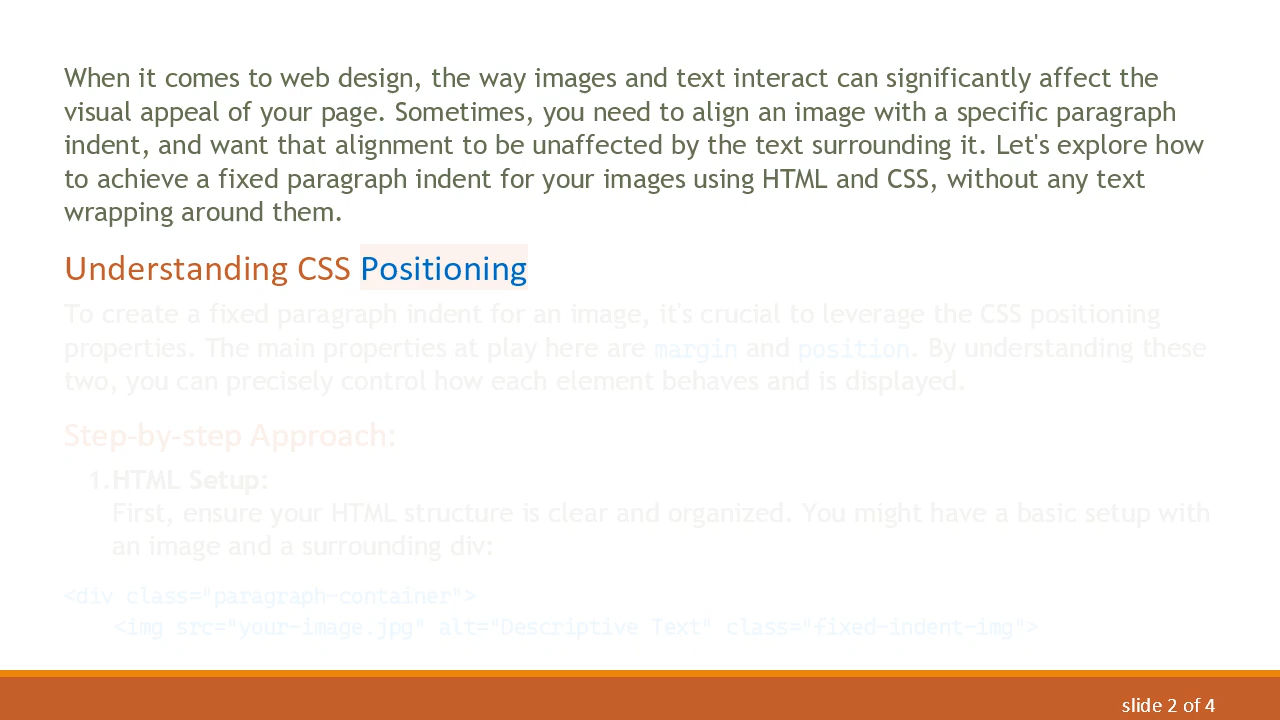 When it comes to web design, the way images and text interact can significantly affect the
visual appeal of your page. Sometimes, you need to align an image with a specific paragraph
indent, and want that alignment to be unaffected by the text surrounding it. Let's explore how
to achieve a fixed paragraph indent for your images using HTML and CSS, without any text
wrapping around them.
Understanding CSS Positioning
To create a fixed paragraph indent for an image, it's crucial to leverage the CSS positioning
properties. The main properties at play here are margin and position. By understanding these
two, you can precisely control how each element behaves and is displayed.
Step-by-step Approach:
1. HTML Setup:
First, ensure your HTML structure is clear and organized. You might have a basic setup with
an image and a surrounding div:
<div class="paragraph-container">
    <img src="your-image.jpg" alt="Descriptive Text" class="fixed-indent-img">
slide 2 of 4